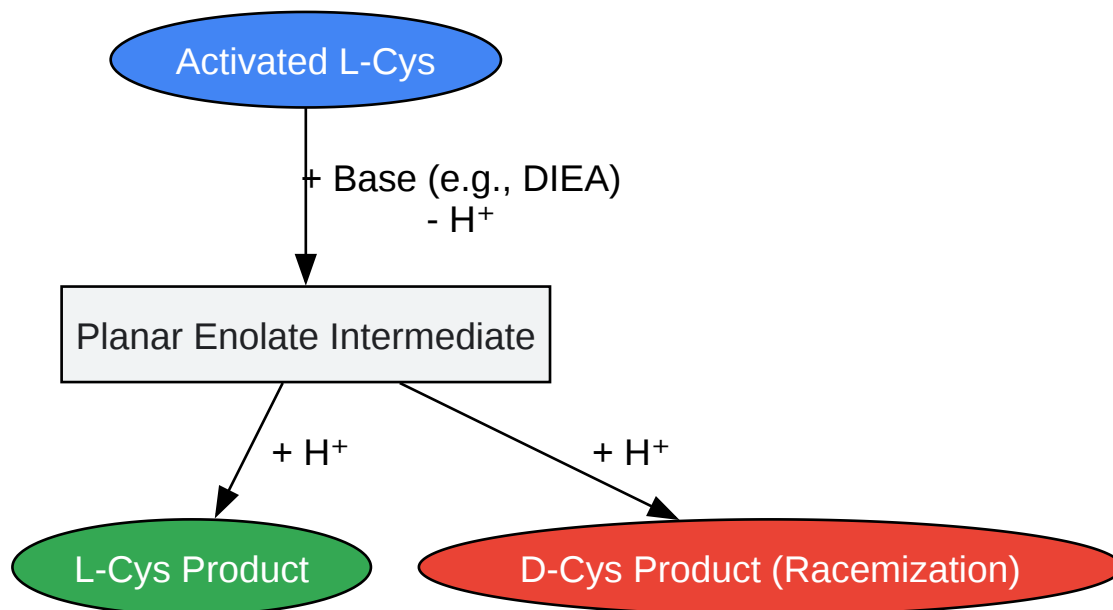 Activated L-Cys
+ Base (e.g., DIEA)
- H⁺
Planar Enolate Intermediate
+ H⁺
+ H⁺
L-Cys Product
D-Cys Product (Racemization)